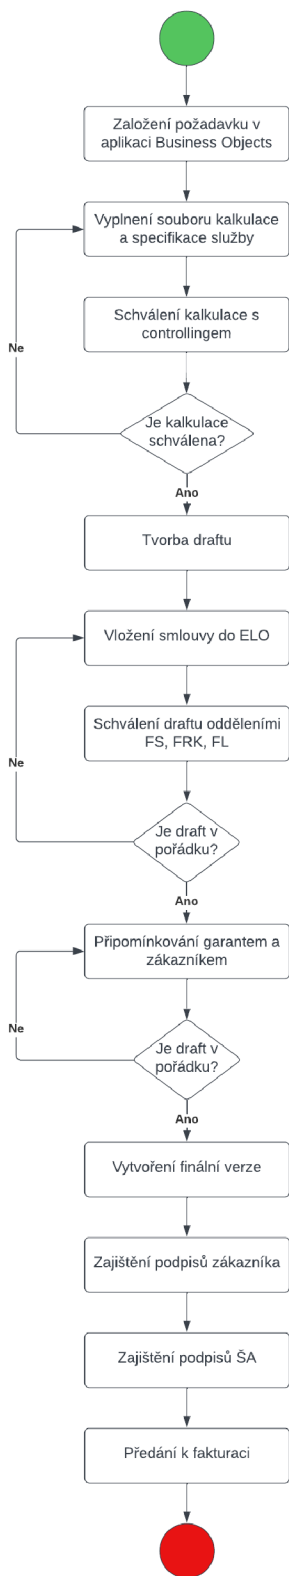 Založení požadavku v
aplikaci Business Objects
Vyplnění souboru kalkulace
a specifikace služby
Schválení kalkulace s
controllingem
Ne
Je kalkulace
schválena?
Ano
Tvorba draftu
Vložení smlouvy do ELO
Schválení draftu odděleními
FS, FRK, FL
Ne
Je draft v
pořádku?
Ano
Připomínkování garantem a
zákazníkem
Ne
Je draft v
pořádku?
Ano
Vytvoření finální verze
Zajištění podpisů zákazníka
Zajištění podpisů ŠA
Předání k fakturaci